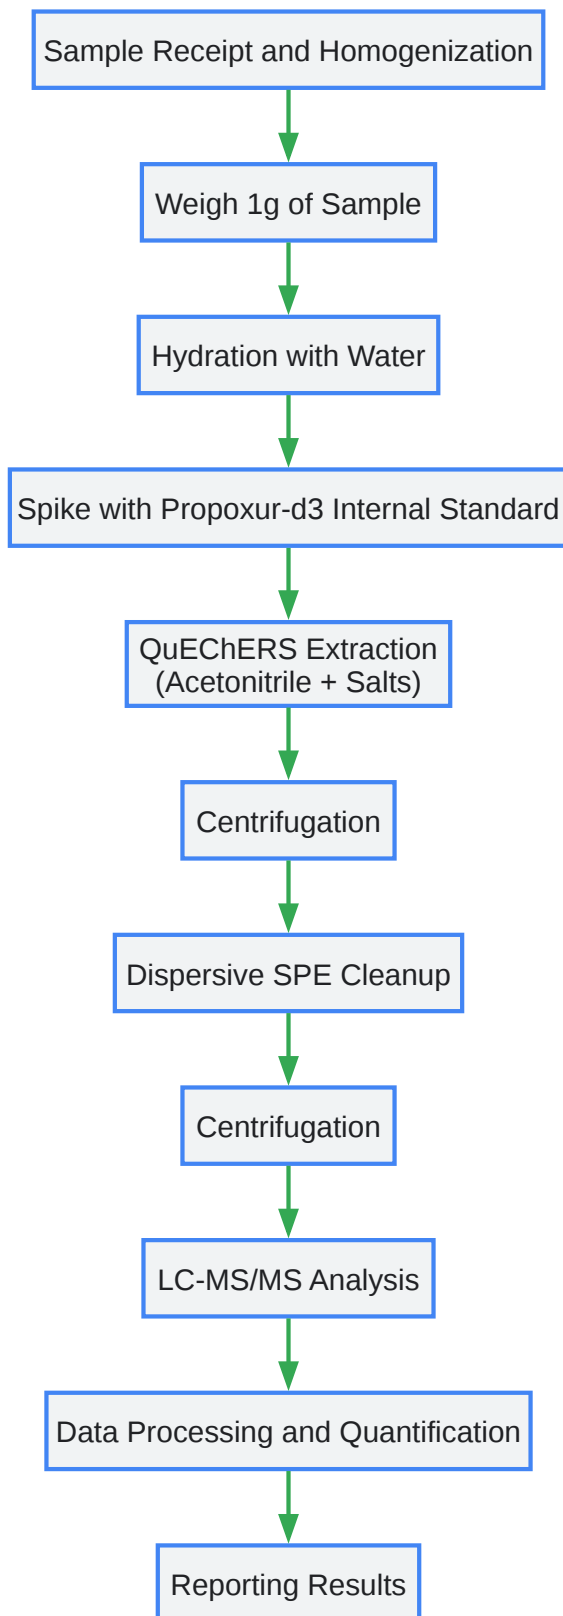 Sample Receipt and Homogenization
Weigh 1g of Sample
Hydration with Water
Spike with Propoxur-d3 Internal Standard
QuEChERS Extraction
(Acetonitrile + Salts)
Centrifugation
Dispersive SPE Cleanup
Centrifugation
LC-MS/MS Analysis
Data Processing and Quantification
Reporting Results